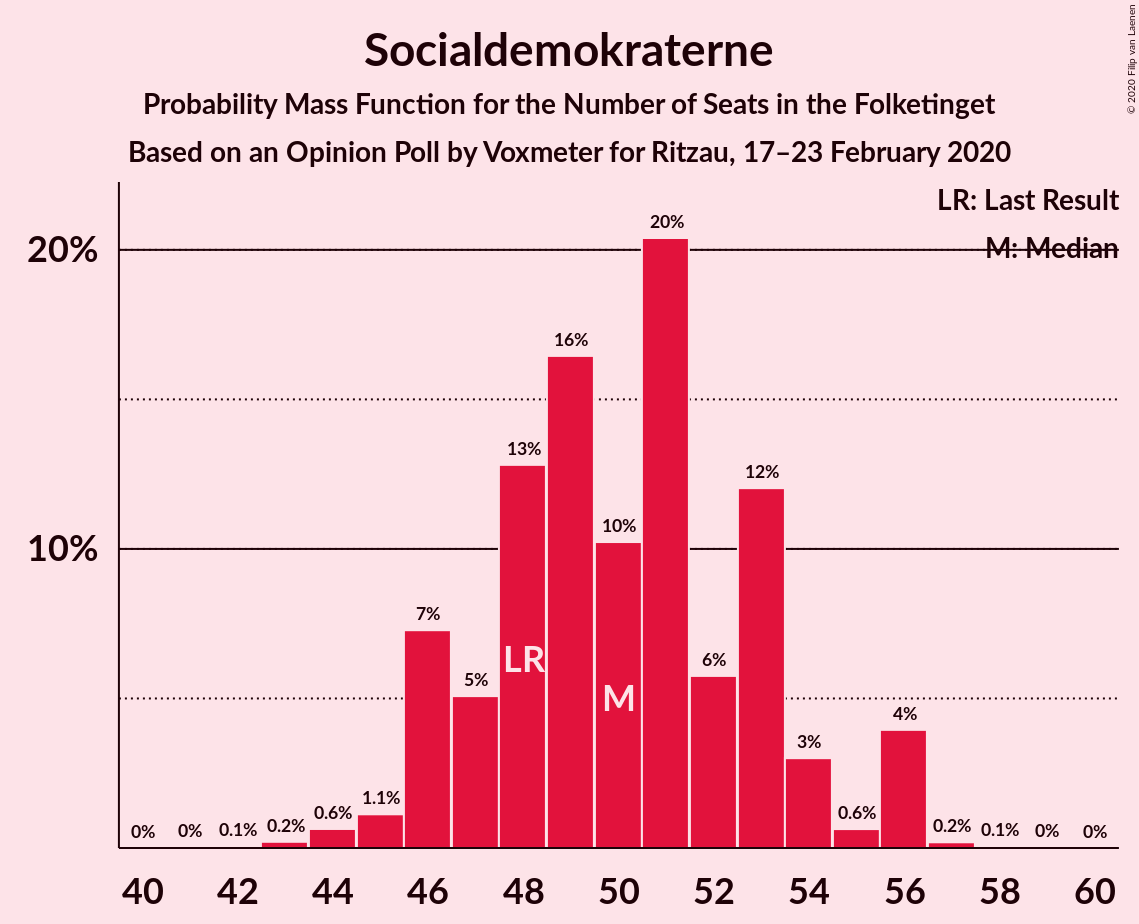 Socialdemokraterne
Probability Mass Function for the Number of Seats in the Folketinget
Based on an Opinion Poll by Voxmeter for Ritzau, 17–23 February 2020
© 2020 Filip van Laenen
LR: Last Result
M: Median
20%
10%
0%
0%
0.1%
0.2%
0.6%
1.1%
7%
5%
13%
16%
10%
20%
6%
12%
3%
0.6%
4%
0.2%
0.1%
0%
0%
LR
M
40 42 44 46 48 50 52 54 56 58 60